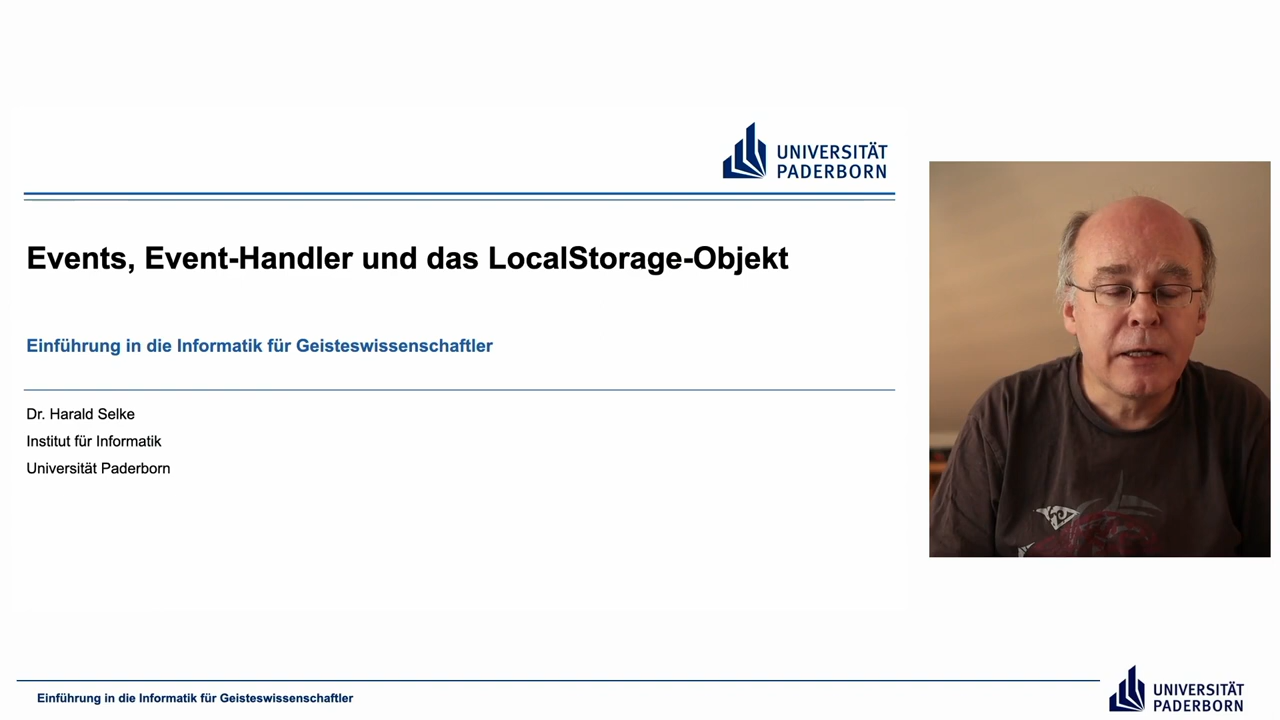 UNIVERSITÄT
PADERBORN
Events, Event-Handler und das LocalStorage-Objekt
Einführung in die Informatik für Geisteswissenschaftler
Dr. Harald Selke
Institut für Informatik
Universität Paderborn
Einführung in die Informatik für Geisteswissenschaftler
UNIVERSITÄT
PADERBORN